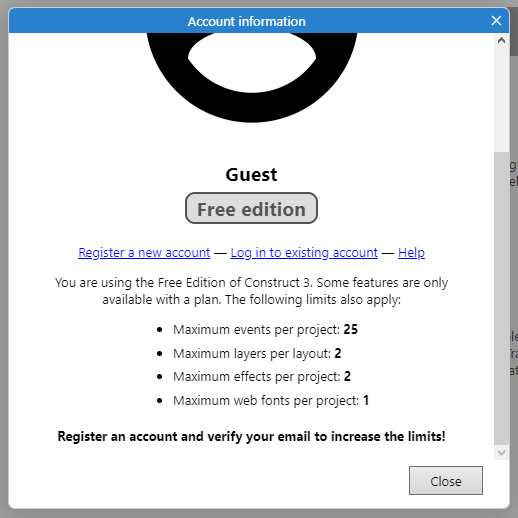 Account information
Guest
Free edition
Register a new account — Log in to existing account — Help
You are using the Free Edition of Construct 3. Some features are only
available with a plan. The following limits also apply:
• Maximum events per project: 25
• Maximum layers per layout: 2
• Maximum effects per project: 2
• Maximum web fonts per project: 1
Register an account and verify your email to increase the limits!
Close